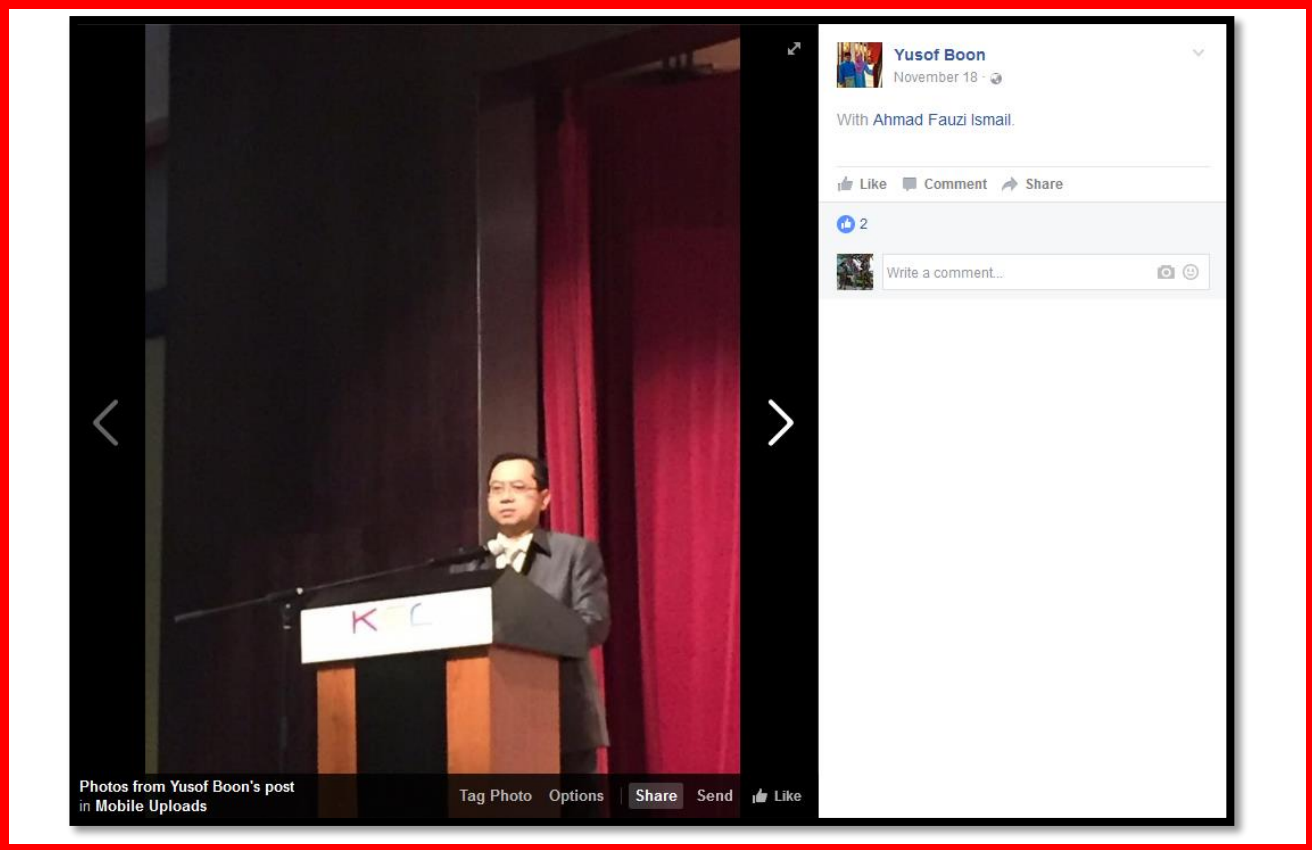 Yusof Boon
November 18 ·
With Ahmad Fauzi Ismail.
Like Comment Share
2
Write a comment...
K C
Photos from Yusof Boon's post
in Mobile Uploads
Tag Photo Options Share Send Like